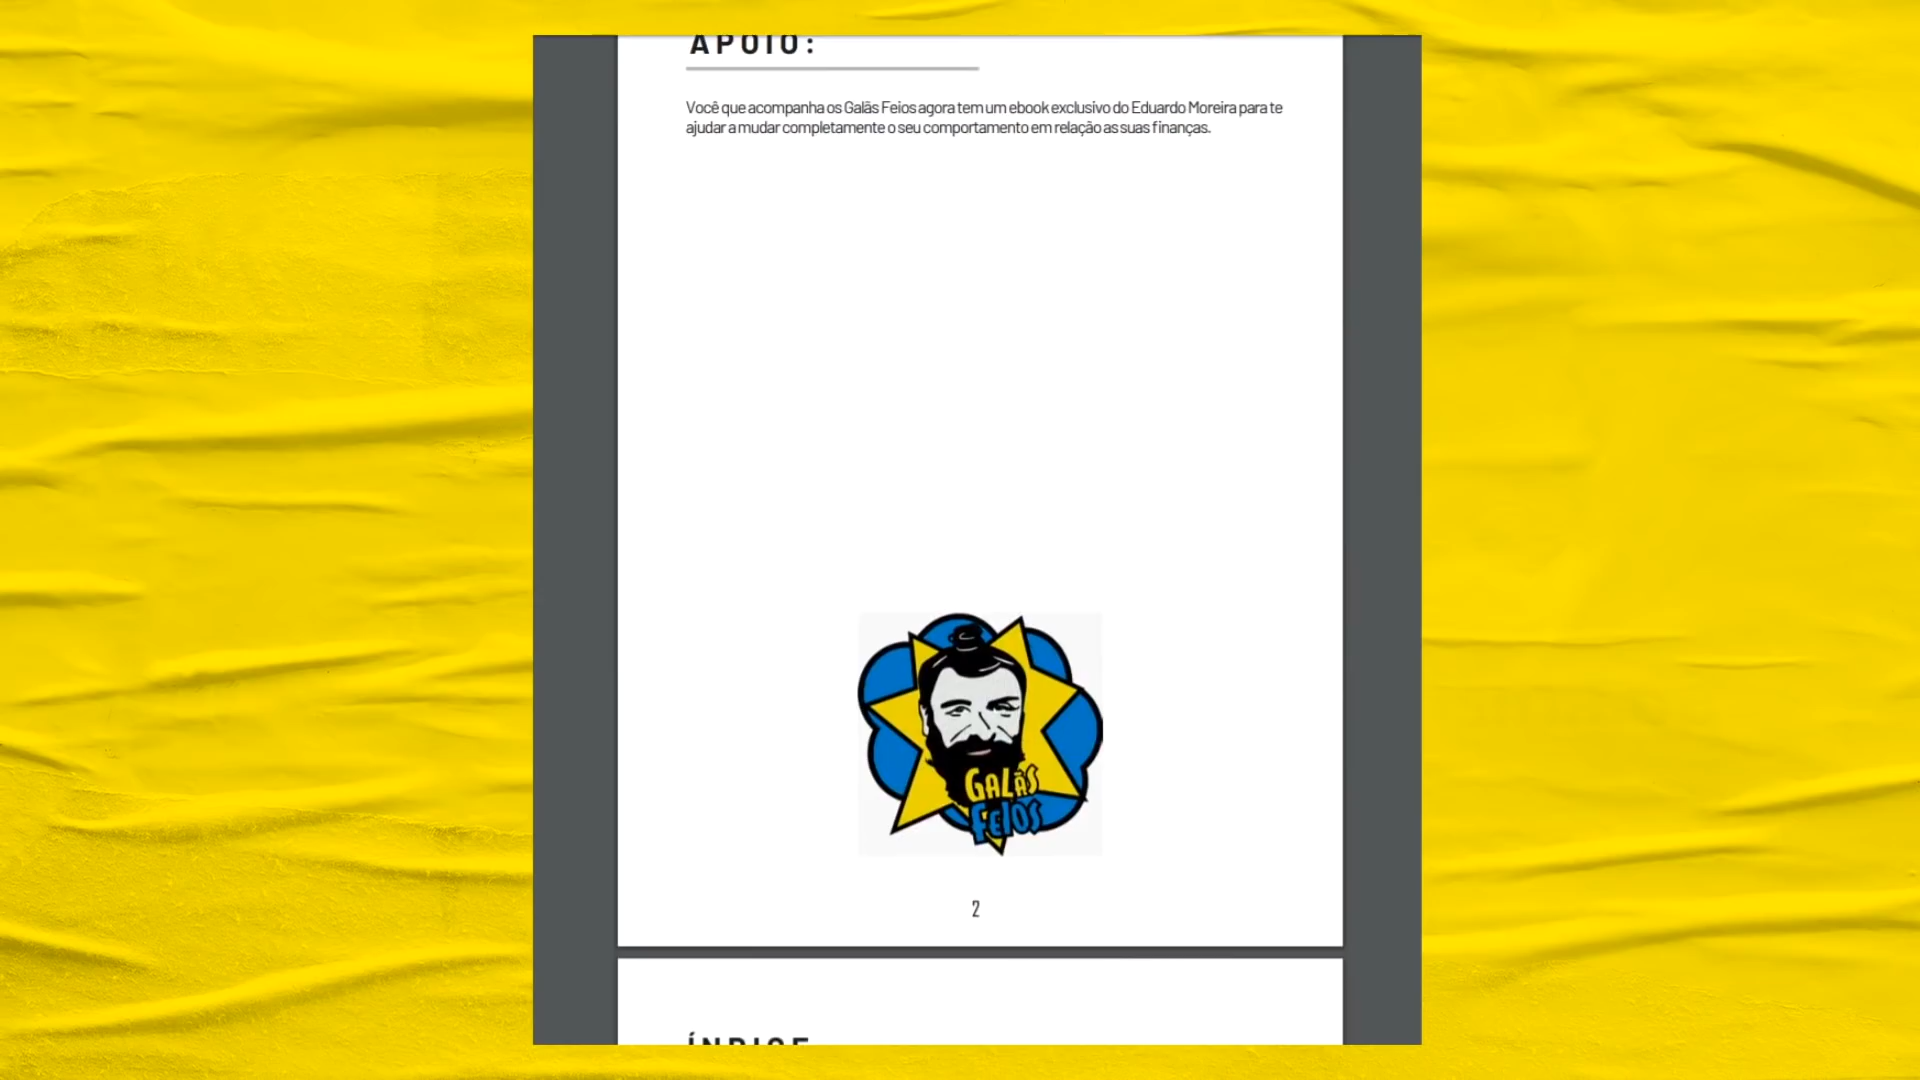 APOIO:
Você que acompanha os Galãs Feios agora tem um ebook exclusivo do Eduardo Moreira para te
ajudar a mudar completamente o seu comportamento em relação as suas finanças.
GALÃS
FEIOS
2
ÍNDICE